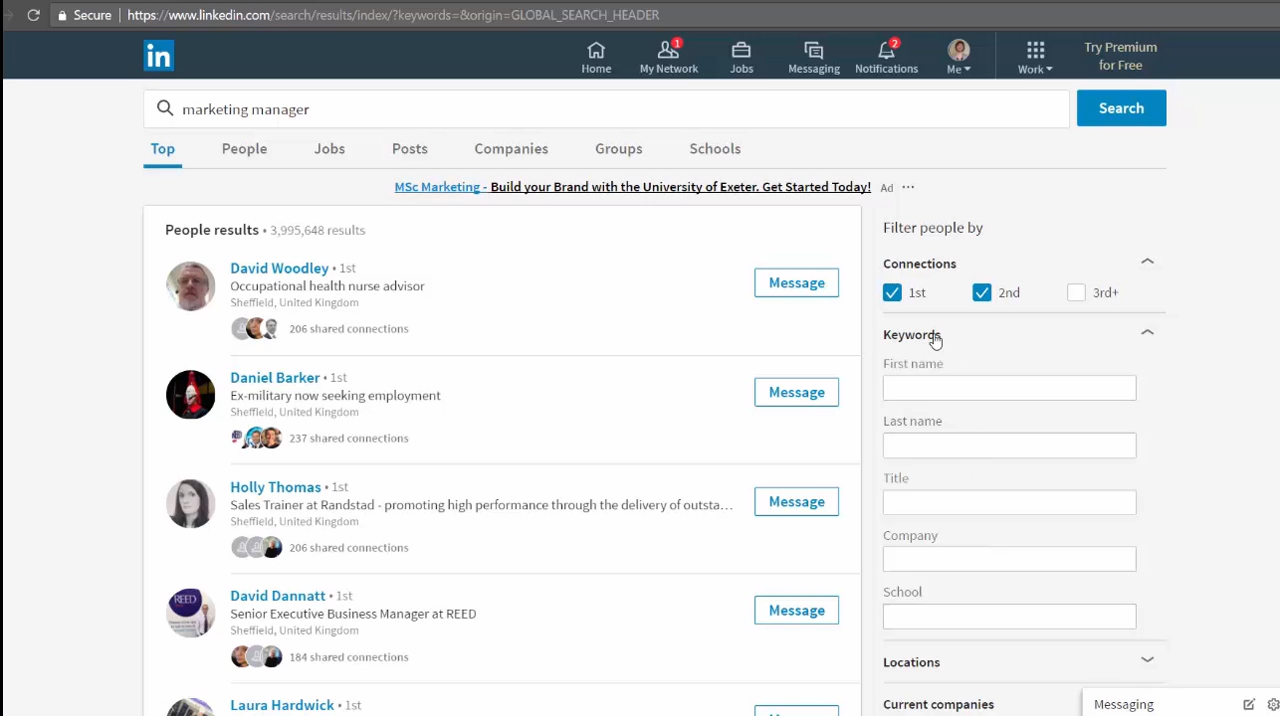 Secure https://www.linkedin.com/search/results/index/?keywords=&origin=GLOBAL_SEARCH_HEADER
in
1
2
Home My Network Jobs Messaging Notifications Me Work Try Premium for Free
marketing manager Search
Top People Jobs Posts Companies Groups Schools
MSc Marketing - Build your Brand with the University of Exeter. Get Started Today! Ad ···
People results • 3,995,648 results
David Woodley • 1st
Occupational health nurse advisor
Sheffield, United Kingdom
206 shared connections
Message
Daniel Barker • 1st
Ex-military now seeking employment
Sheffield, United Kingdom
237 shared connections
Message
Holly Thomas • 1st
Sales Trainer at Randstad - promoting high performance through the delivery of outsta…
Sheffield, United Kingdom
206 shared connections
Message
REED
David Dannatt • 1st
Senior Executive Business Manager at REED
Sheffield, United Kingdom
184 shared connections
Message
Laura Hardwick • 1st
Filter people by
Connections
1st 2nd 3rd+
Keywords
First name
Last name
Title
Company
School
Locations
Current companies
Messaging